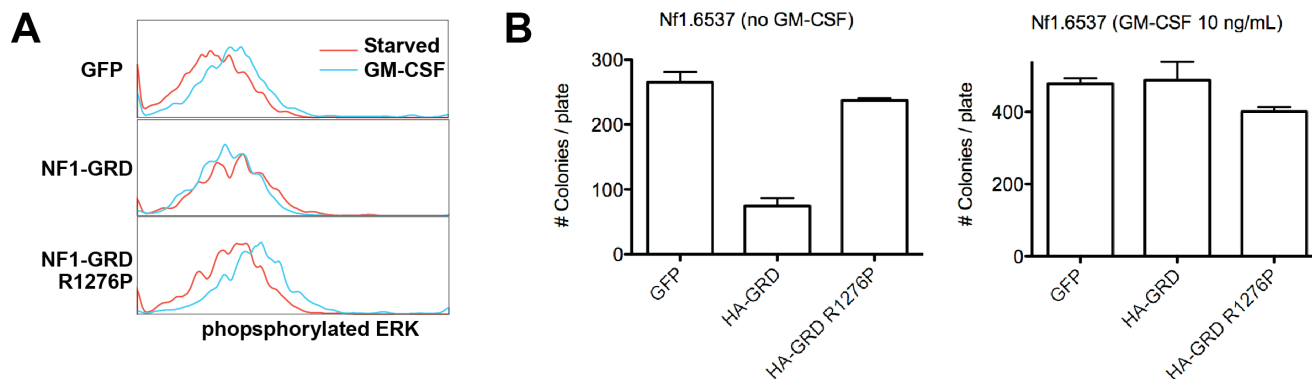 A
GFP
Starved
GM-CSF
NF1-GRD
NF1-GRD
R1276P
phopsphorylated ERK
B
Nf1.6537 (no GM-CSF)
# Colonies / plate
300
200
100
0
GFP
HA-GRD
HA-GRD R1276P
Nf1.6537 (GM-CSF 10 ng/mL)
# Colonies / plate
400
200
0
GFP
HA-GRD
HA-GRD R1276P